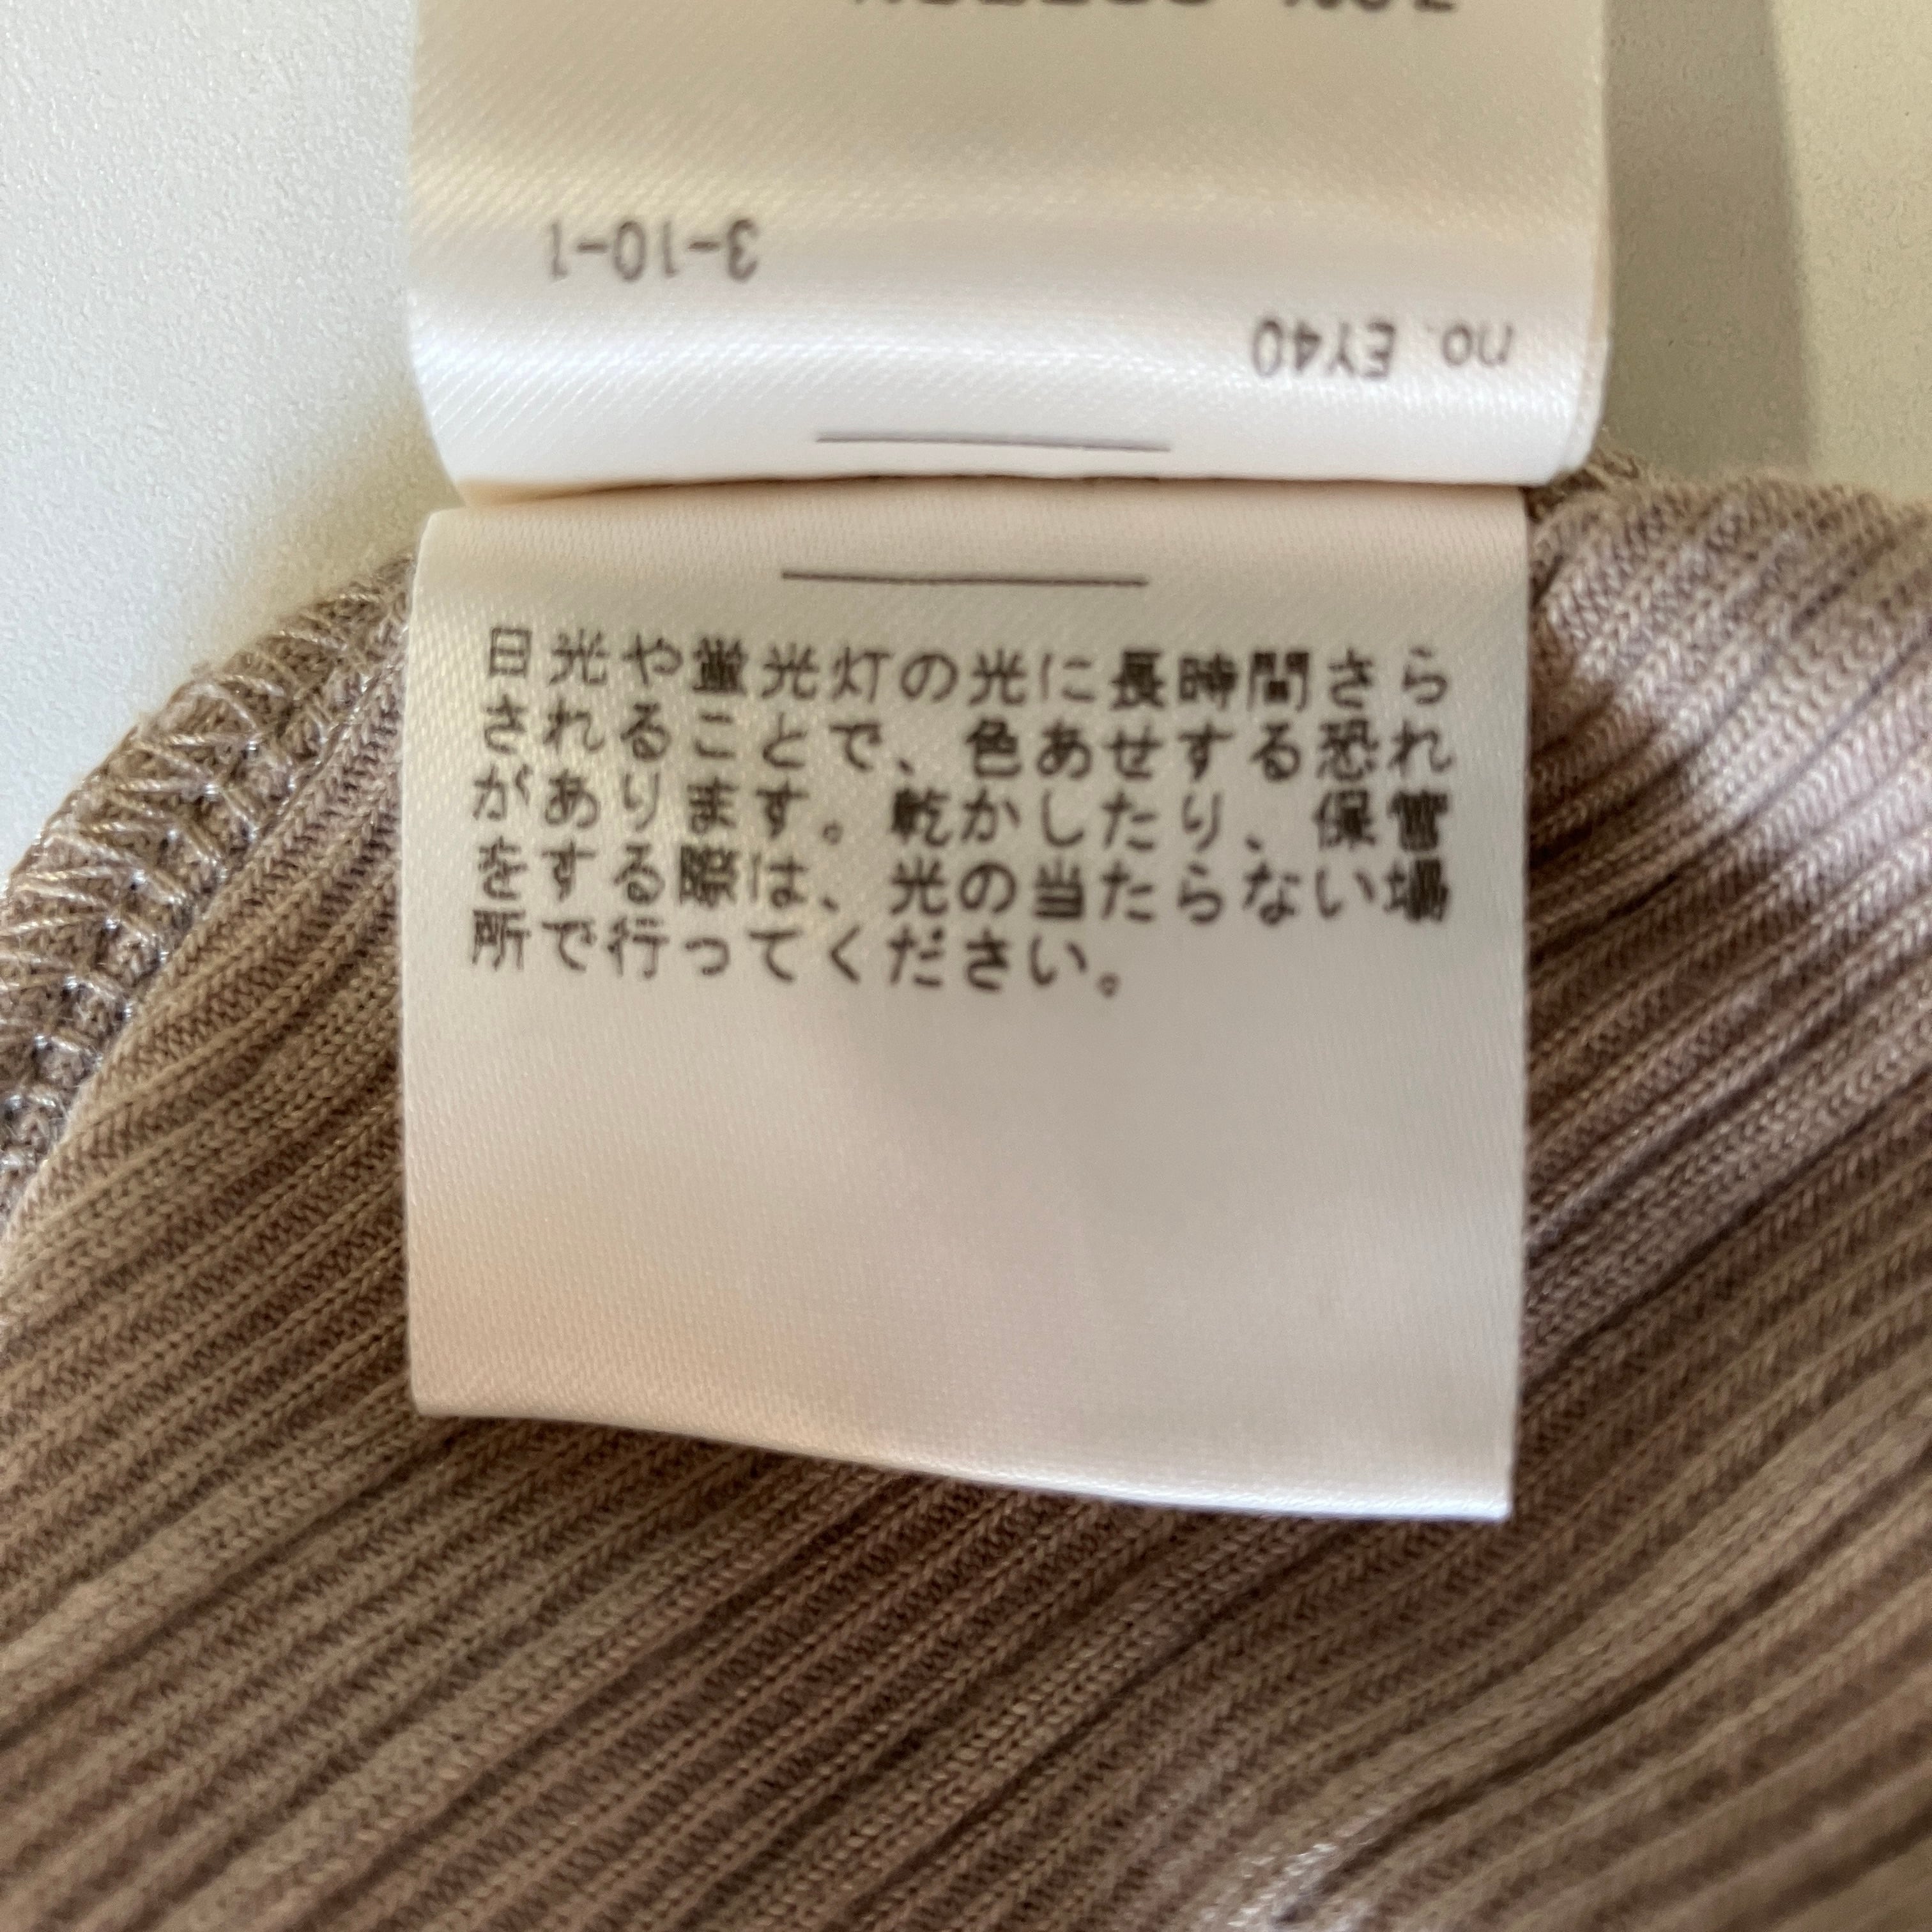 3-10-1
no. EY40
日光や蛍光灯の光に長時間さら
されることで、色あせする恐れ
があります。乾かしたり、保管
をする際は、光の当たらない場
所で行ってください。